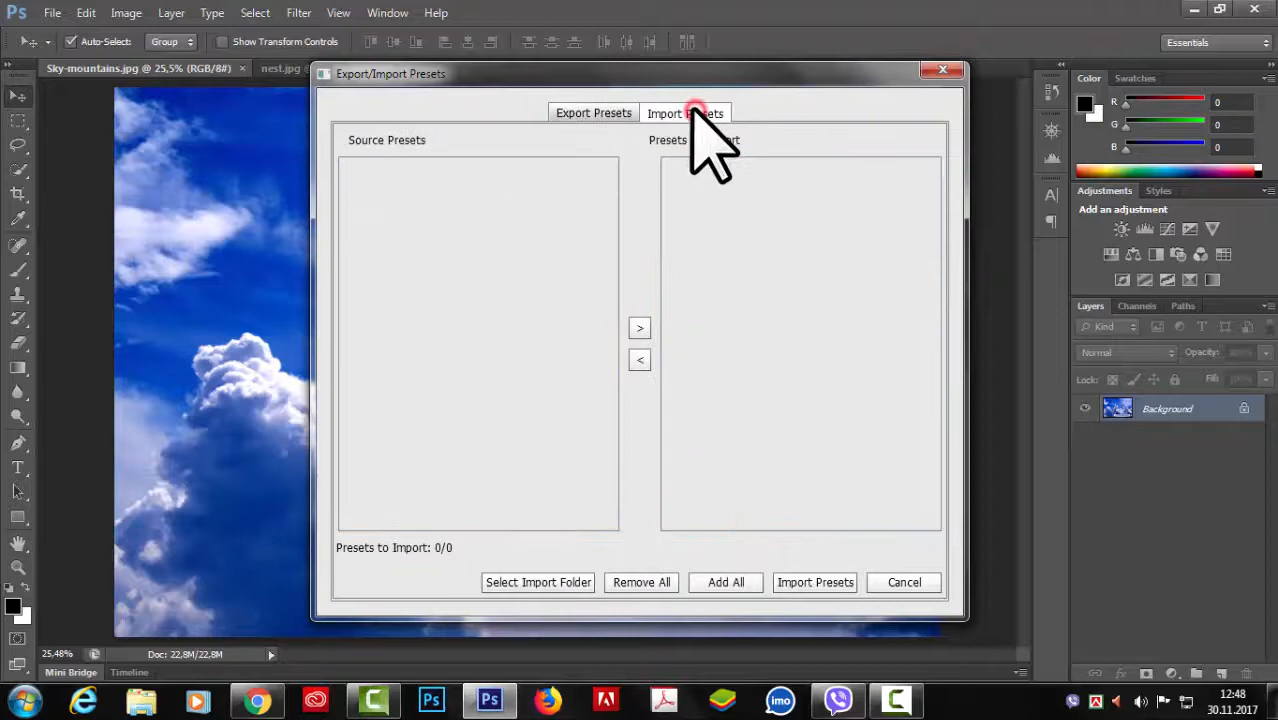 Ps File Edit Image Layer Type Select Filter View Window Help
Auto-Select: Group Show Transform Controls Essentials
Sky-mountains.jpg @ 25,5% (RGB/8#) × nest.jpg @
Export/Import Presets
Color Swatches
R 0
G 0
B 0
Export Presets Import
Source Presets Presets
Adjustments Styles
Add an adjustment
Layers Channels Paths
Kind
Normal Opacity:
Lock: Fill:
Background
>
<
Presets to Import: 0/0
Select Import Folder Remove All Add All Import Presets Cancel
25,48% Doc: 22,8M/22,8M
Mini Bridge Timeline
Ps Ps imo
12:48
30.11.2017